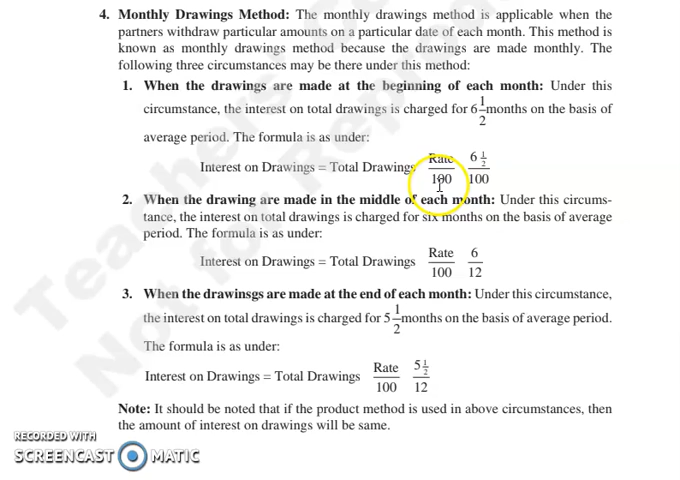 4. Monthly Drawings Method: The monthly drawings method is applicable when the
partners withdraw particular amounts on a particular date of each month. This method is
known as monthly drawings method because the drawings are made monthly. The
following three circumstances may be there under this method:
1. When the drawings are made at the beginning of each month: Under this
circumstance, the interest on total drawings is charged for 6 1/2 months on the basis of
average period. The formula is as under:
Interest on Drawings = Total Drawings Rate/100 6 1/2/100
2. When the drawing are made in the middle of each month: Under this circums-
tance, the interest on total drawings is charged for six months on the basis of average
period. The formula is as under:
Interest on Drawings = Total Drawings Rate/100 6/12
3. When the drawinsgs are made at the end of each month: Under this circumstance,
the interest on total drawings is charged for 5 1/2 months on the basis of average period.
The formula is as under:
Interest on Drawings = Total Drawings Rate/100 5 1/2/12
Note: It should be noted that if the product method is used in above circumstances, then
the amount of interest on drawings will be same.
RECORDED WITH
SCREENCAST MATIC